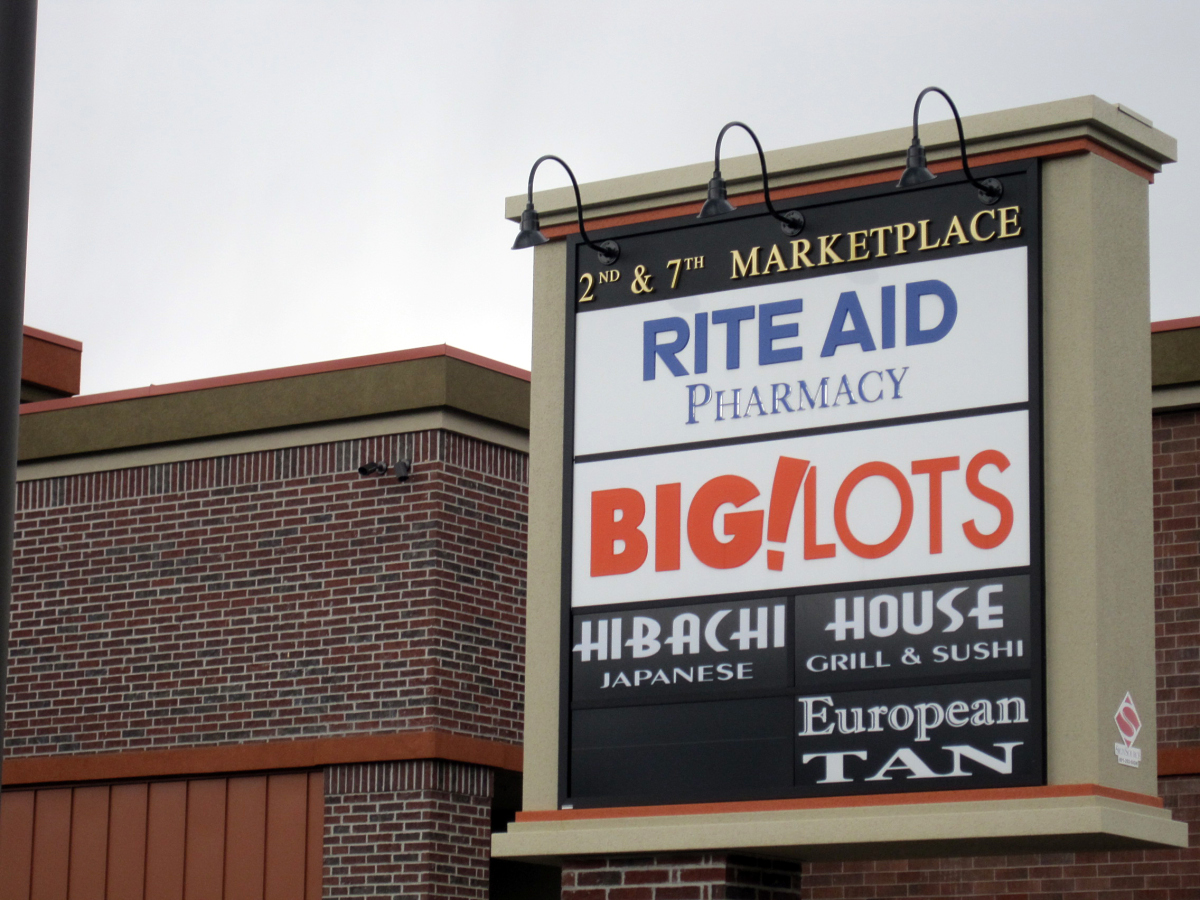 2ND & 7TH MARKETPLACE
RITE AID
PHARMACY
BIG!LOTS
HIBACHI HOUSE
JAPANESE GRILL & SUSHI
European
TAN